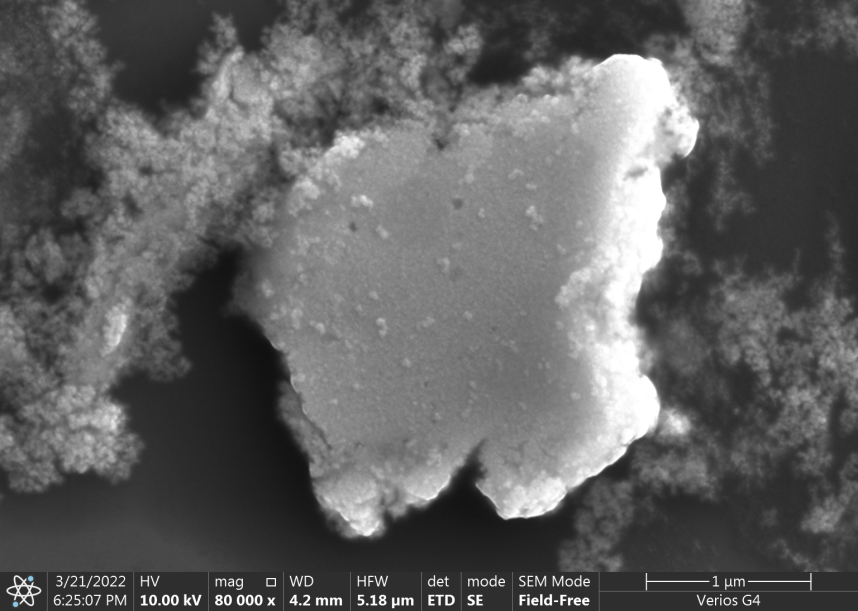 3/21/2022
6:25:07 PM
HV
10.00 kV
mag
80 000 x
WD
4.2 mm
HFW
5.18 µm
det
ETD
mode
SE
SEM Mode
Field-Free
1 µm
Verios G4